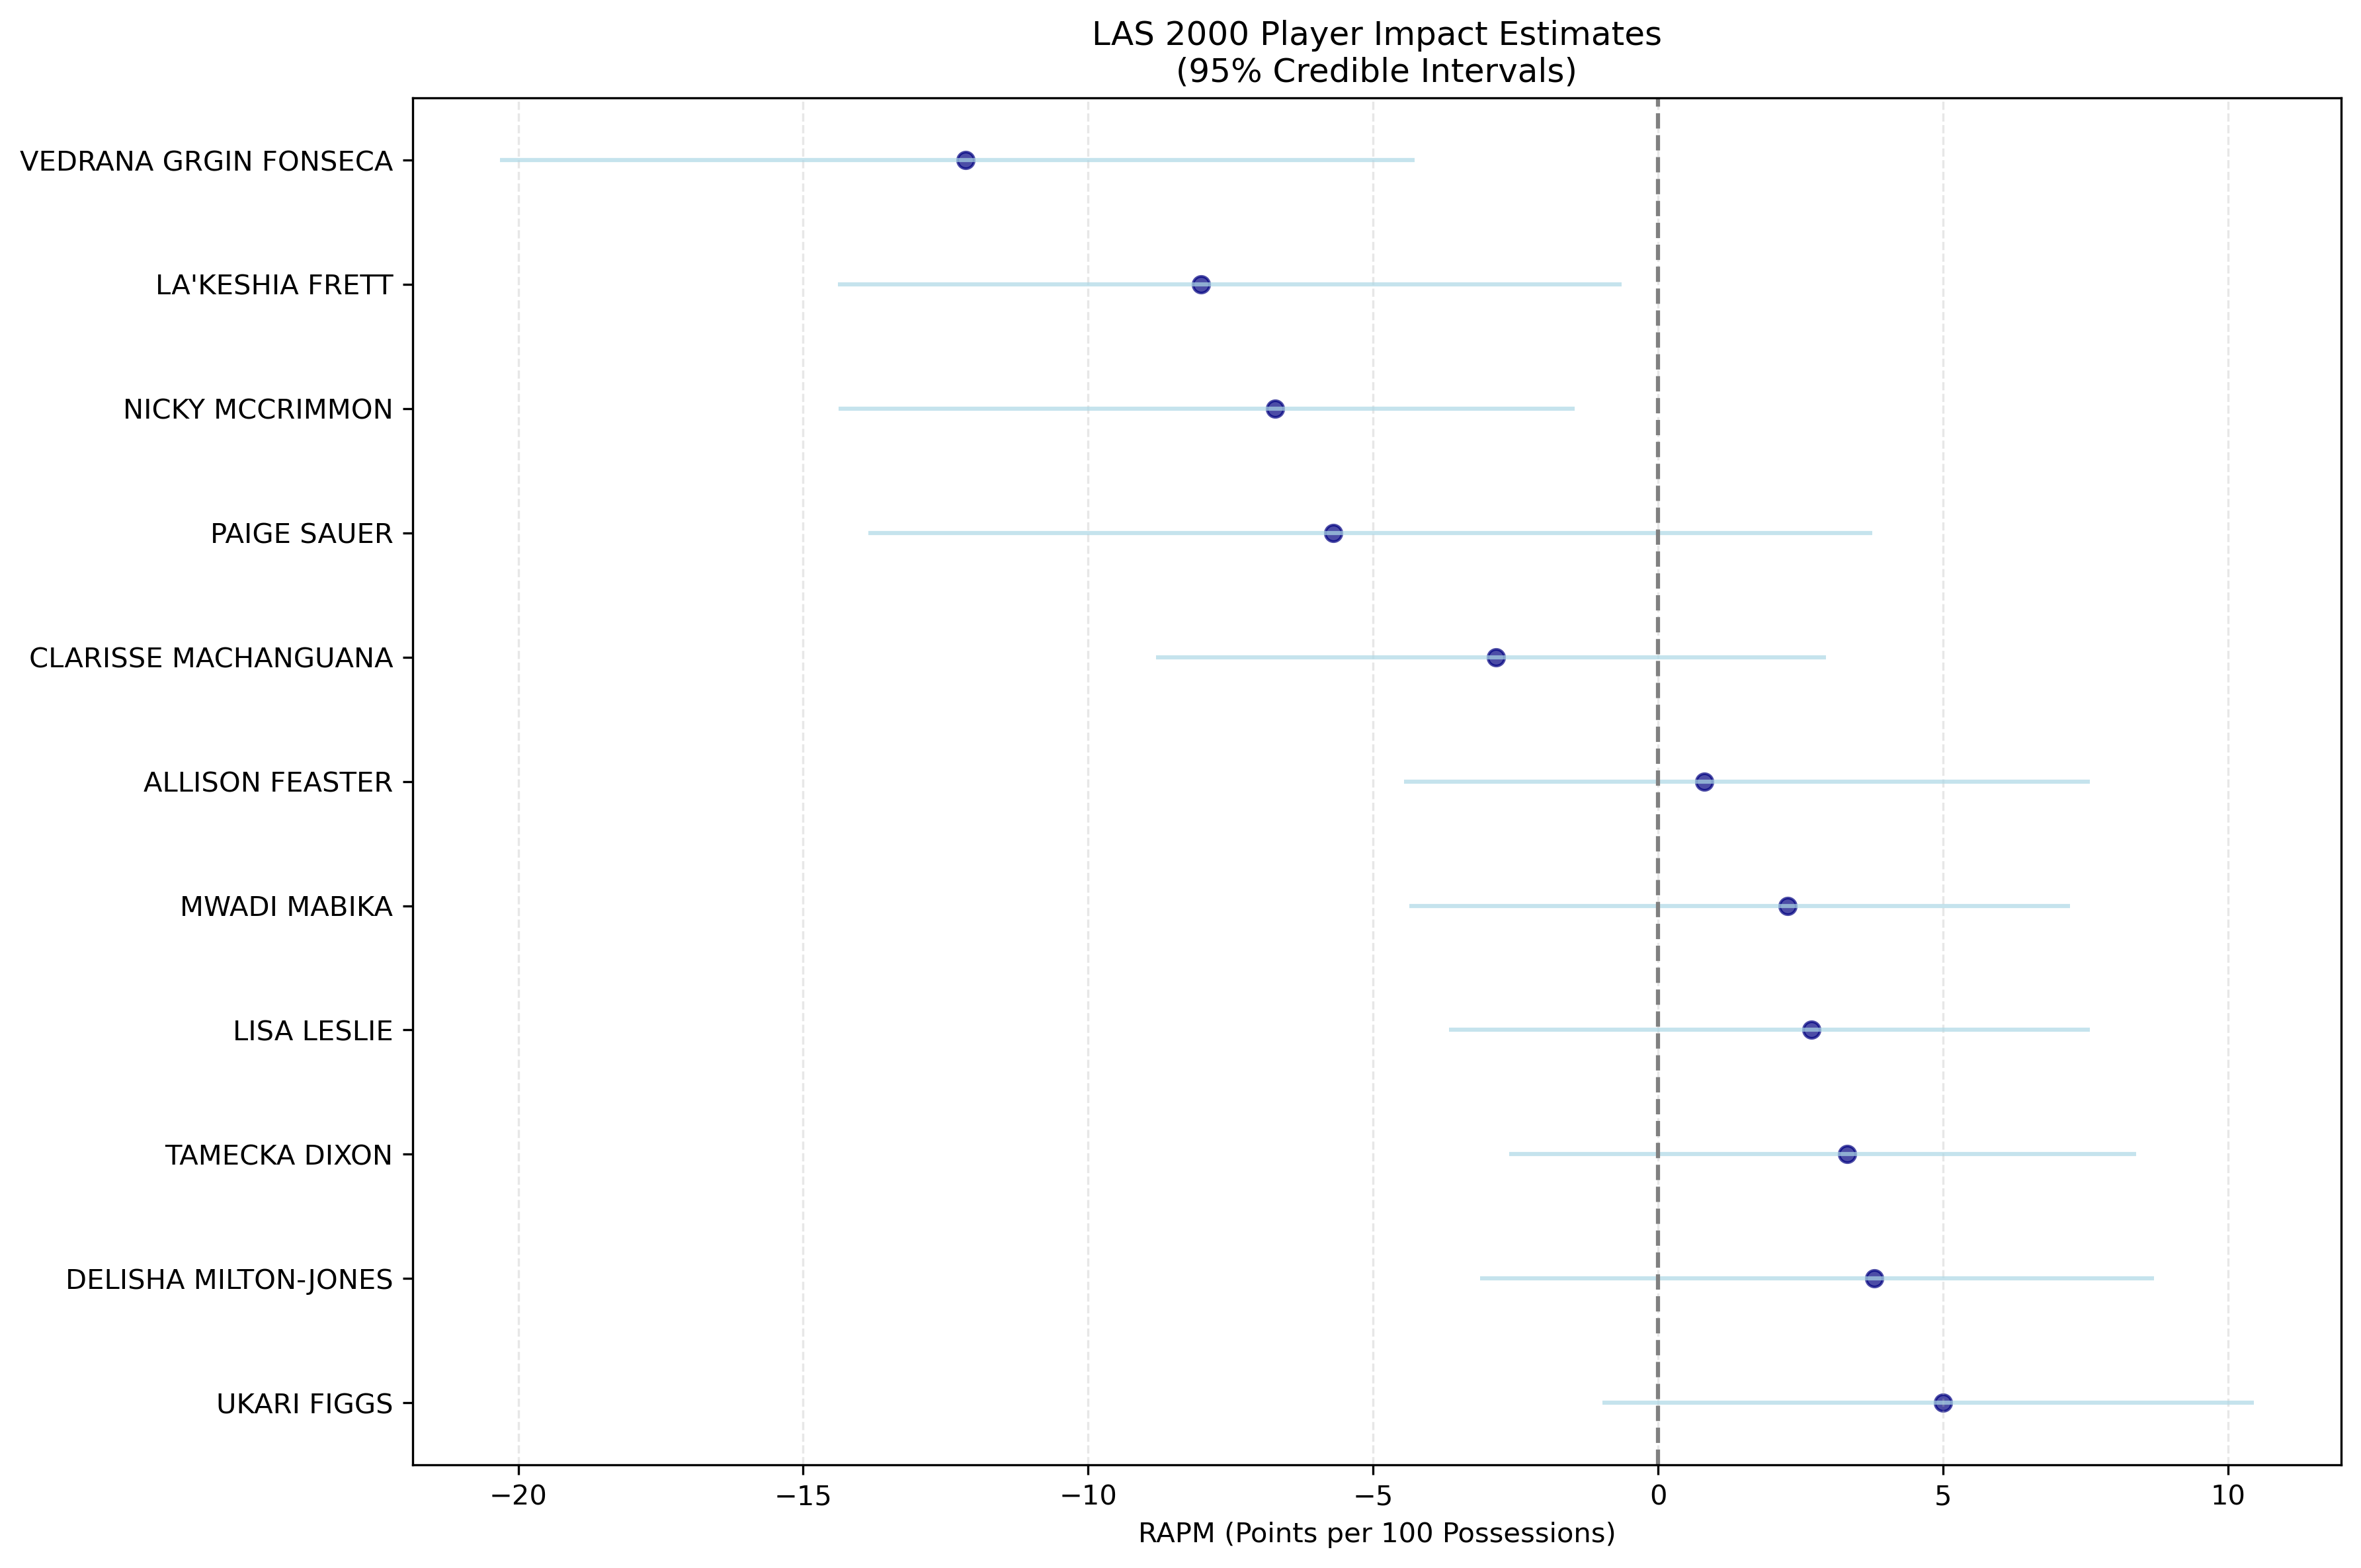 LAS 2000 Player Impact Estimates
(95% Credible Intervals)
VEDRANA GRGIN FONSECA
LA'KESHIA FRETT
NICKY MCCRIMMON
PAIGE SAUER
CLARISSE MACHANGUANA
ALLISON FEASTER
MWADI MABIKA
LISA LESLIE
TAMECKA DIXON
DELISHA MILTON-JONES
UKARI FIGGS
−20 −15 −10 −5 0 5 10
RAPM (Points per 100 Possessions)